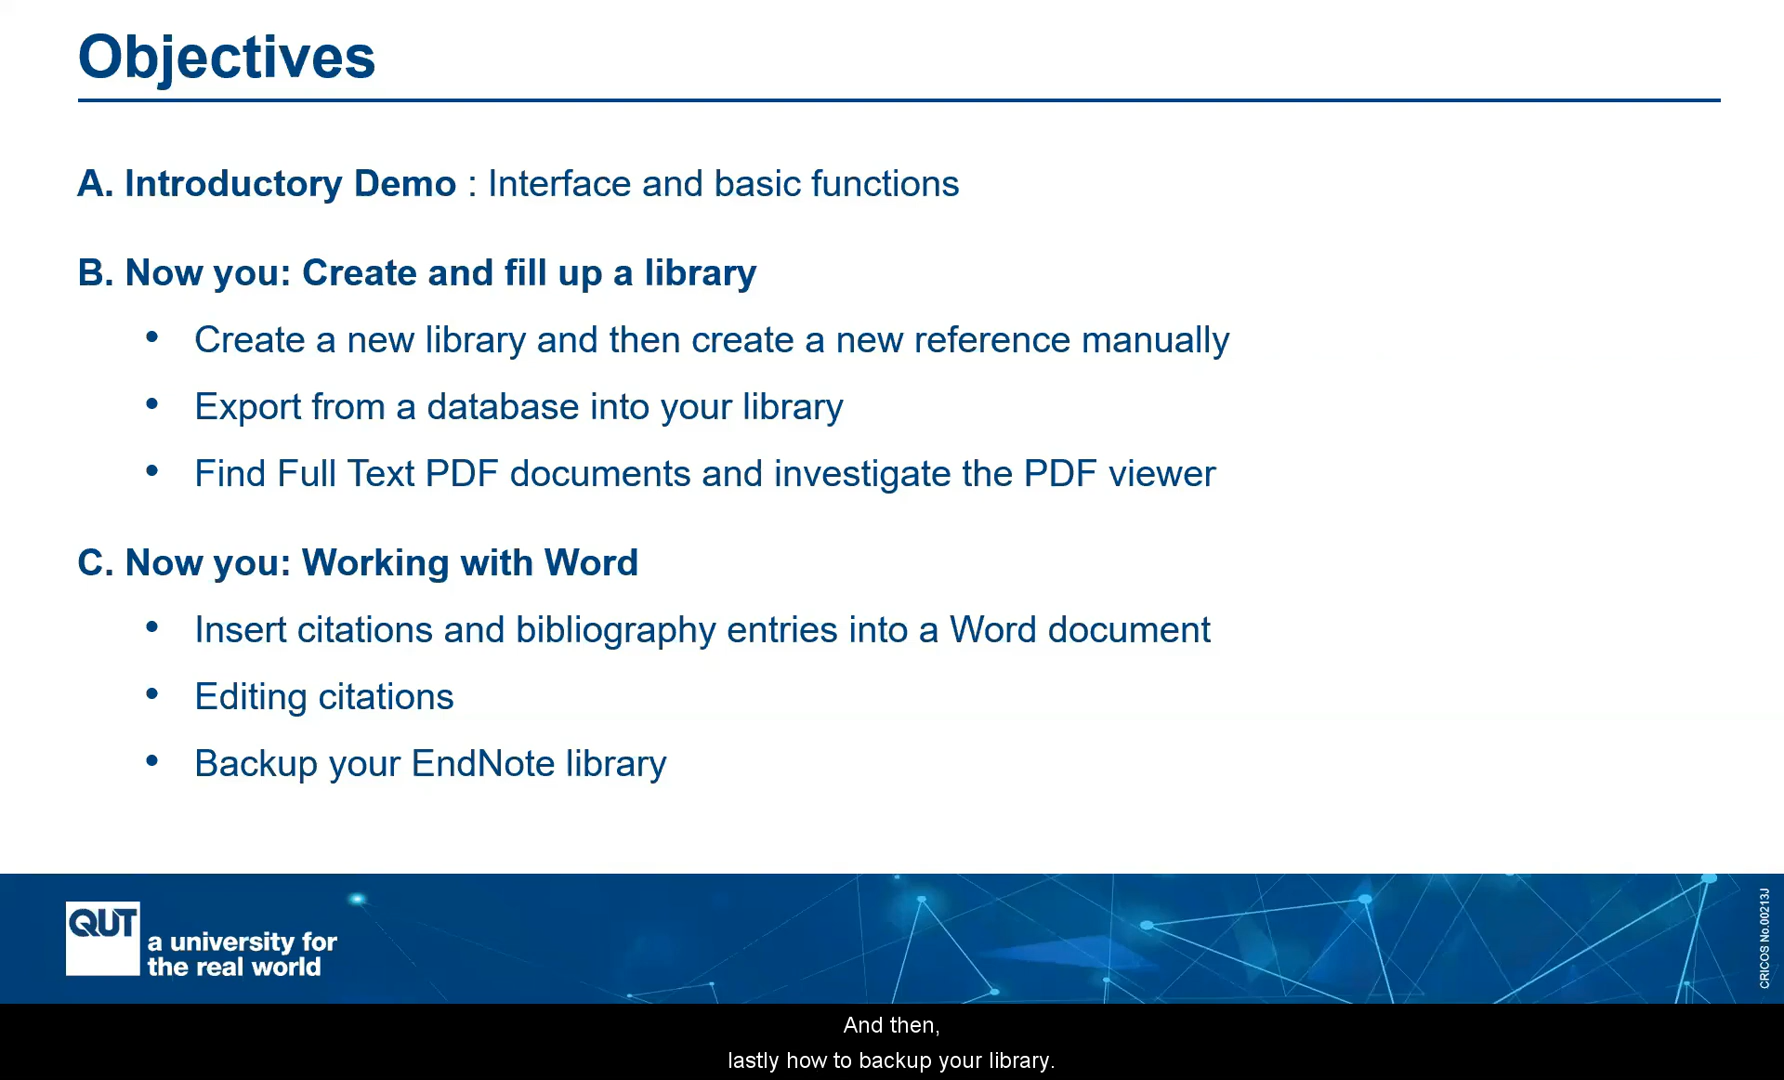 Objectives
A. Introductory Demo : Interface and basic functions
B. Now you: Create and fill up a library
• Create a new library and then create a new reference manually
• Export from a database into your library
• Find Full Text PDF documents and investigate the PDF viewer
C. Now you: Working with Word
• Insert citations and bibliography entries into a Word document
• Editing citations
• Backup your EndNote library
QUT
a university for
the real world
CRICOS No.00213J
And then,
lastly how to backup your library.